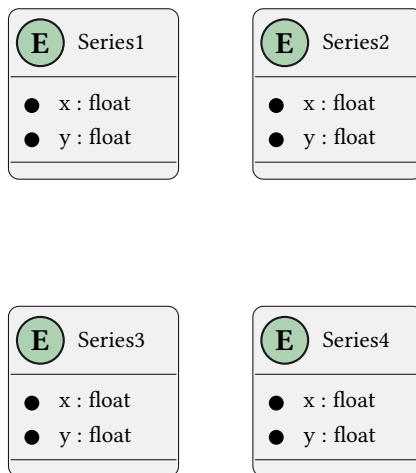 E Series1
x : float
y : float
E Series2
x : float
y : float
E Series3
x : float
y : float
E Series4
x : float
y : float